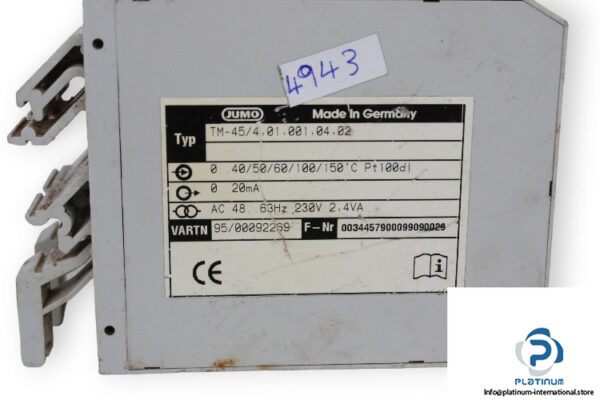 4943
JUMO Made in Germany
Typ TM-45/4.01.001.04.02
0..40/50/60/100/150°C Pt100dl
0..20mA
AC 48..63Hz 230V 2.4VA
VARTN 95/00092269 F-Nr 0034457900099090029
CE
i
P
PLATINUM
Info@platinum-international.store